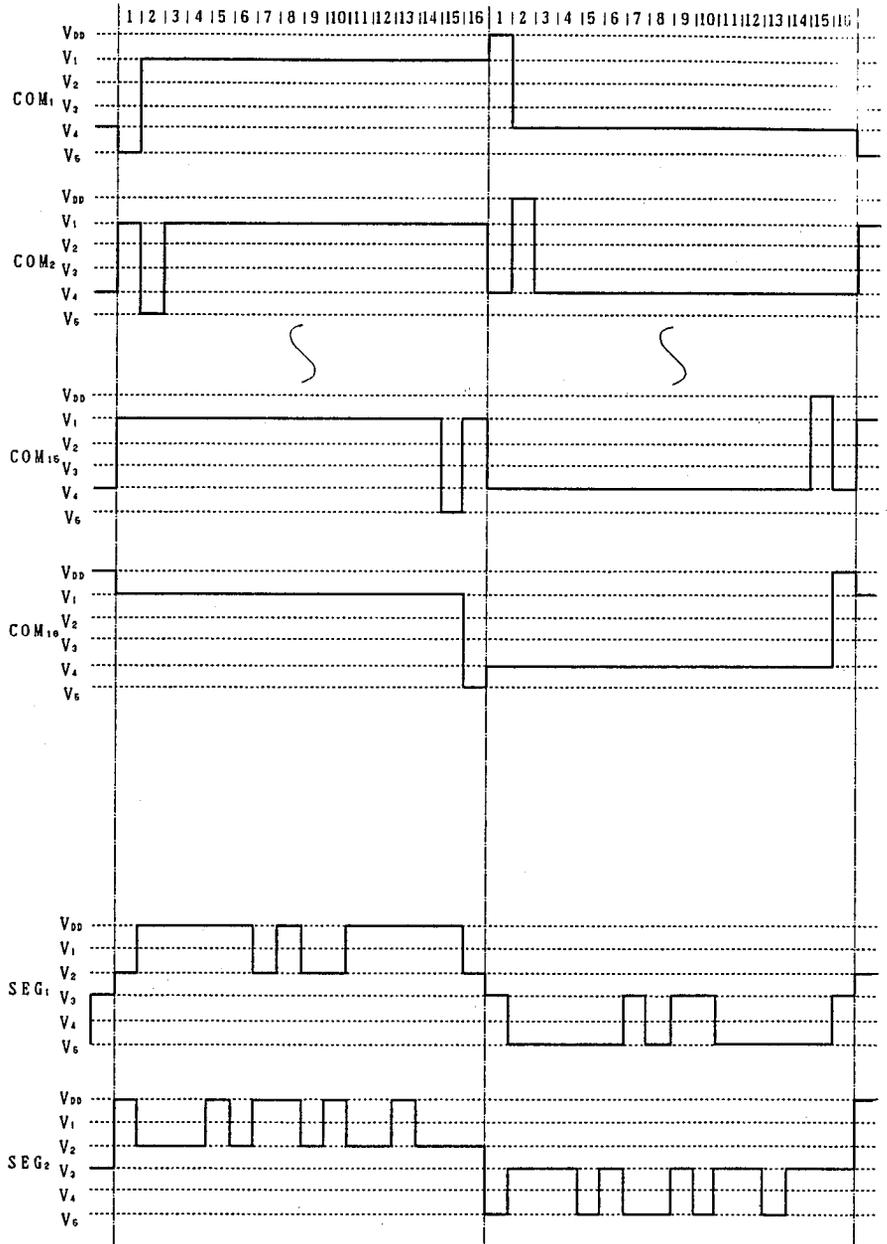 1 | 2 | 3 | 4 | 5 | 6 | 7 | 8 | 9 |10|11|12|13|14|15|16 | 1 | 2 | 3 | 4 | 5 | 6 | 7 | 8 | 9 |10|11|12|13|14|15|16|
VDD
V1
V2
COM1 V3
V4
V5
VDD
V1
V2
COM2 V3
V4
V5
VDD
V1
V2
COM15 V3
V4
V5
VDD
V1
V2
COM16 V3
V4
V5
VDD
V1
V2
SEG1 V3
V4
V5
VDD
V1
V2
SEG2 V3
V4
V5